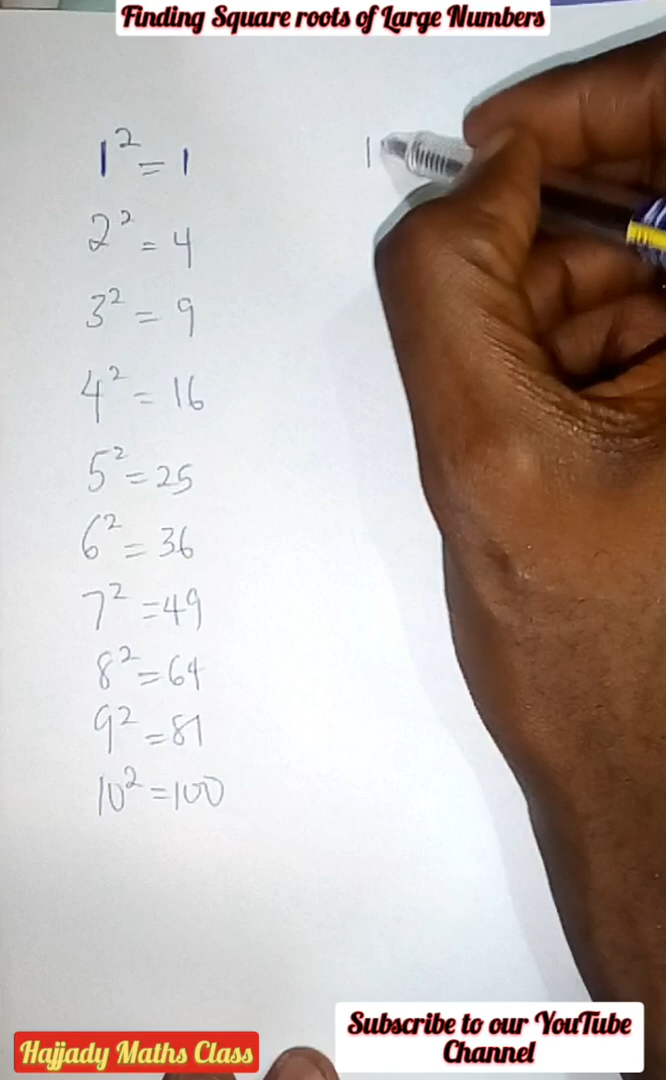 Finding Square roots of Large Numbers
1² = 1
2² = 4
3² = 9
4² = 16
5² = 25
6² = 36
7² = 49
8² = 64
9² = 81
10² = 100
1
Subscribe to our YouTube
Channel
Hajjady Maths Class